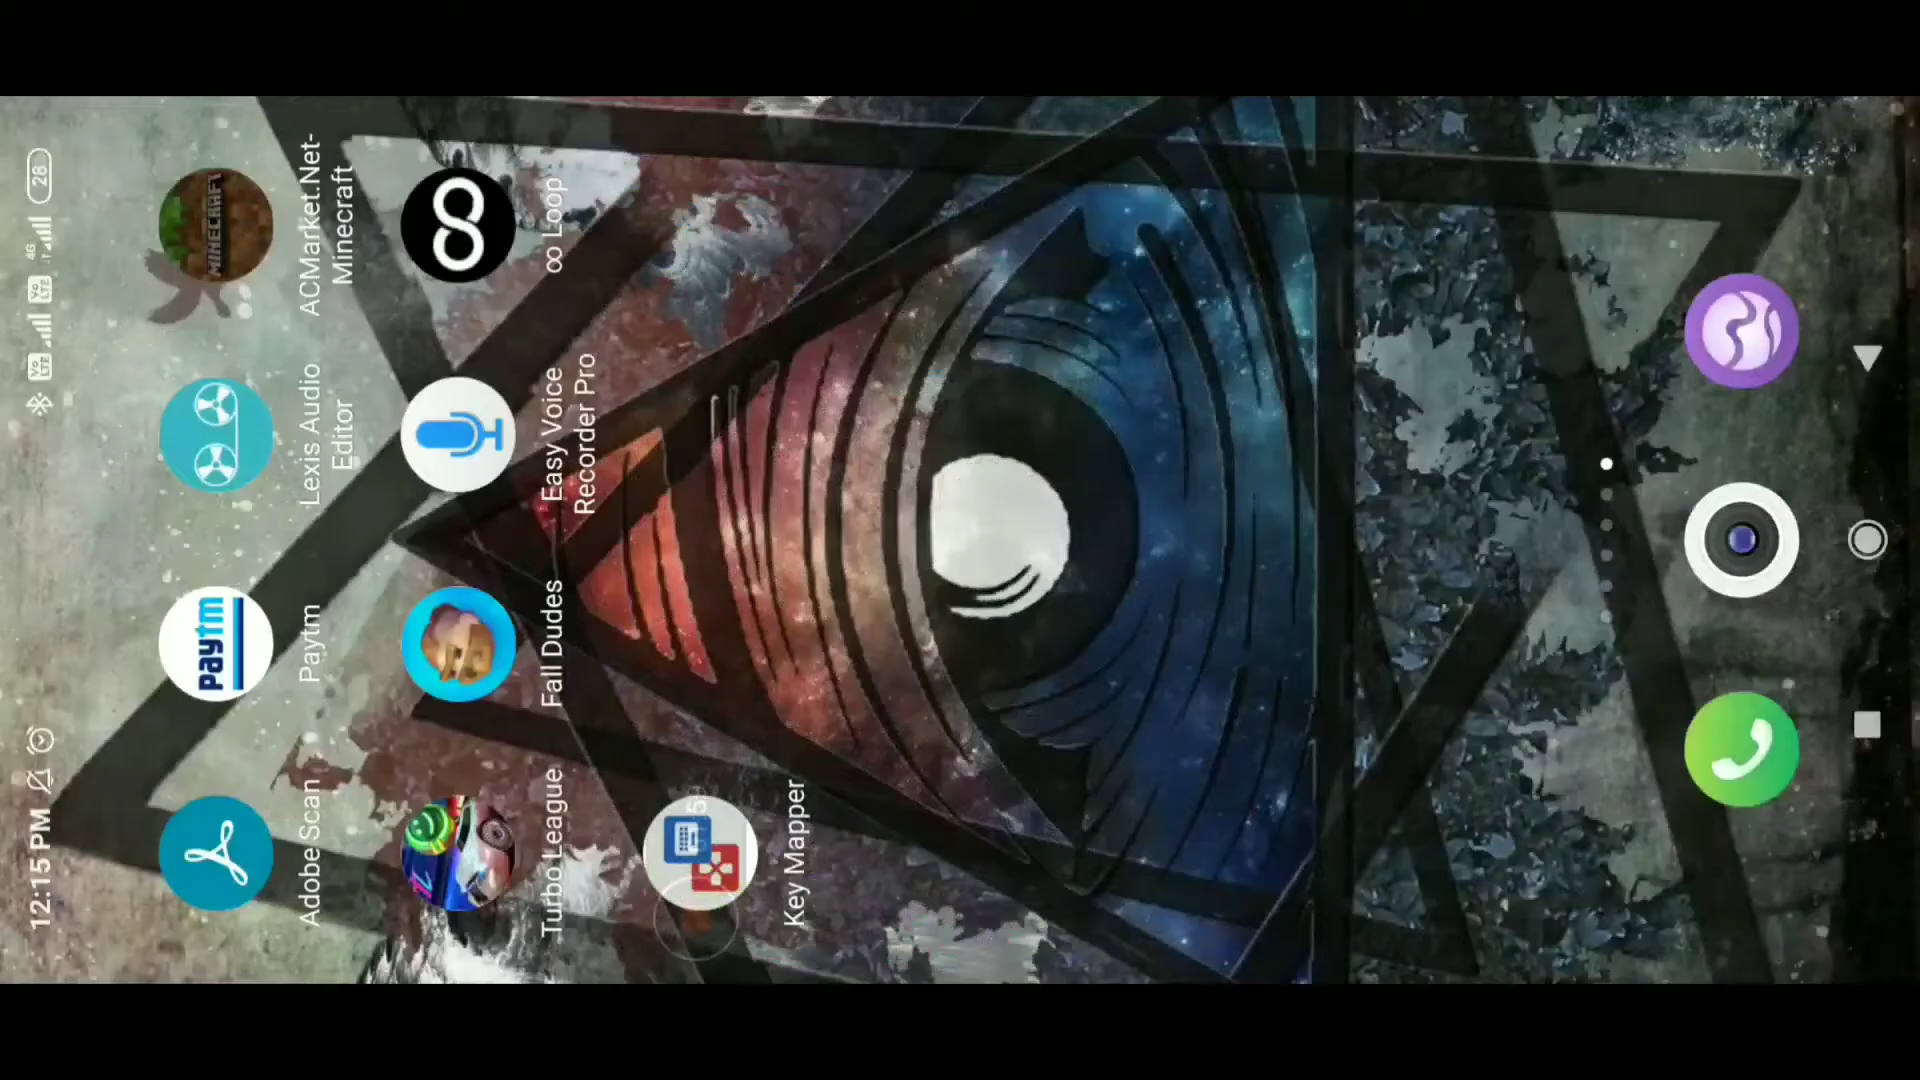 12:15 PM
4G
28
Adobe Scan
paytm
Paytm
Lexis Audio
Editor
MINECRAFT
ACMarket.Net-
Minecraft
Turbo League
Fall Dudes
Easy Voice
Recorder Pro
∞ Loop
Key Mapper